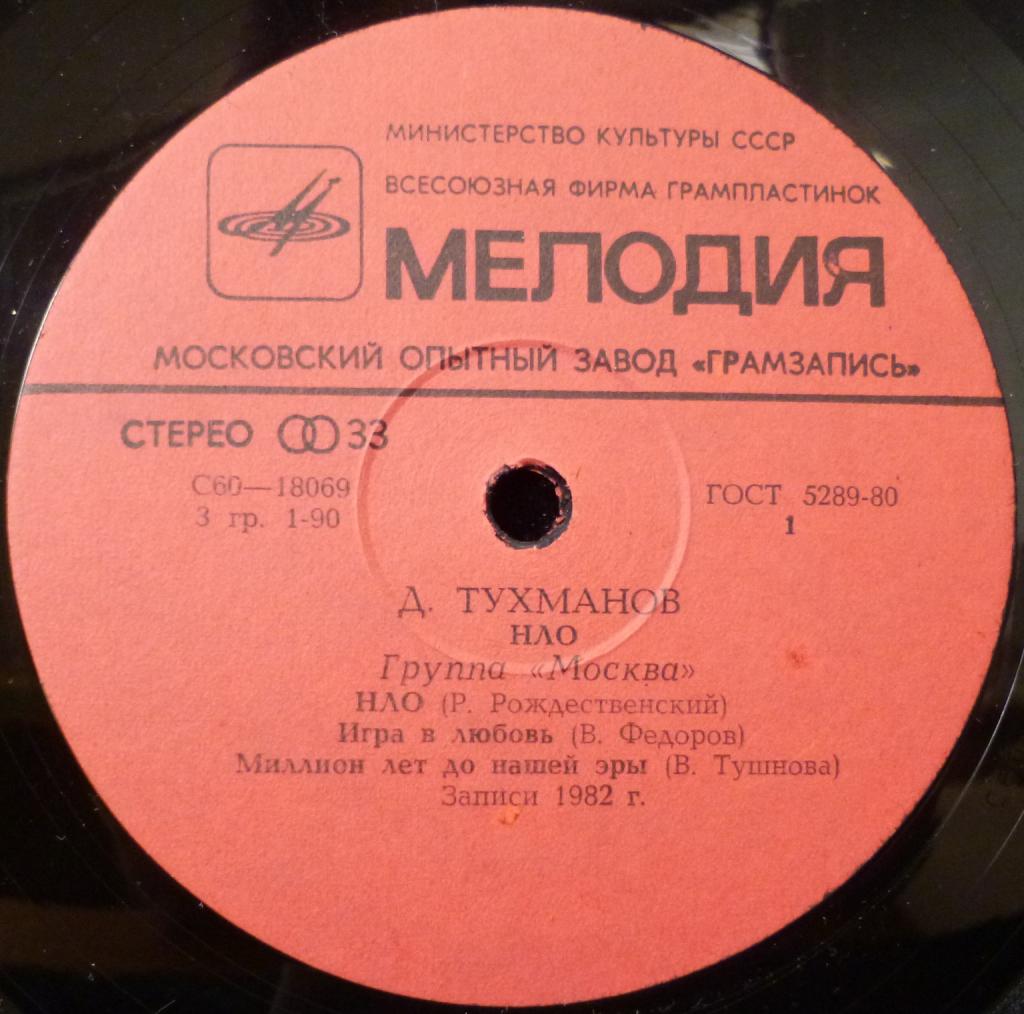 МИНИСТЕРСТВО КУЛЬТУРЫ СССР
ВСЕСОЮЗНАЯ ФИРМА ГРАМПЛАСТИНОК
МЕЛОДИЯ
МОСКОВСКИЙ ОПЫТНЫЙ ЗАВОД «ГРАМЗАПИСЬ»
СТЕРЕО 33
С60—18069
ГОСТ 5289-80
3 гр. 1-90
1
Д. ТУХМАНОВ
НЛО
Группа «Москва»
НЛО (Р. Рождественский)
Игра в любовь (В. Федоров)
Миллион лет до нашей эры (В. Тушнова)
Записи 1982 г.